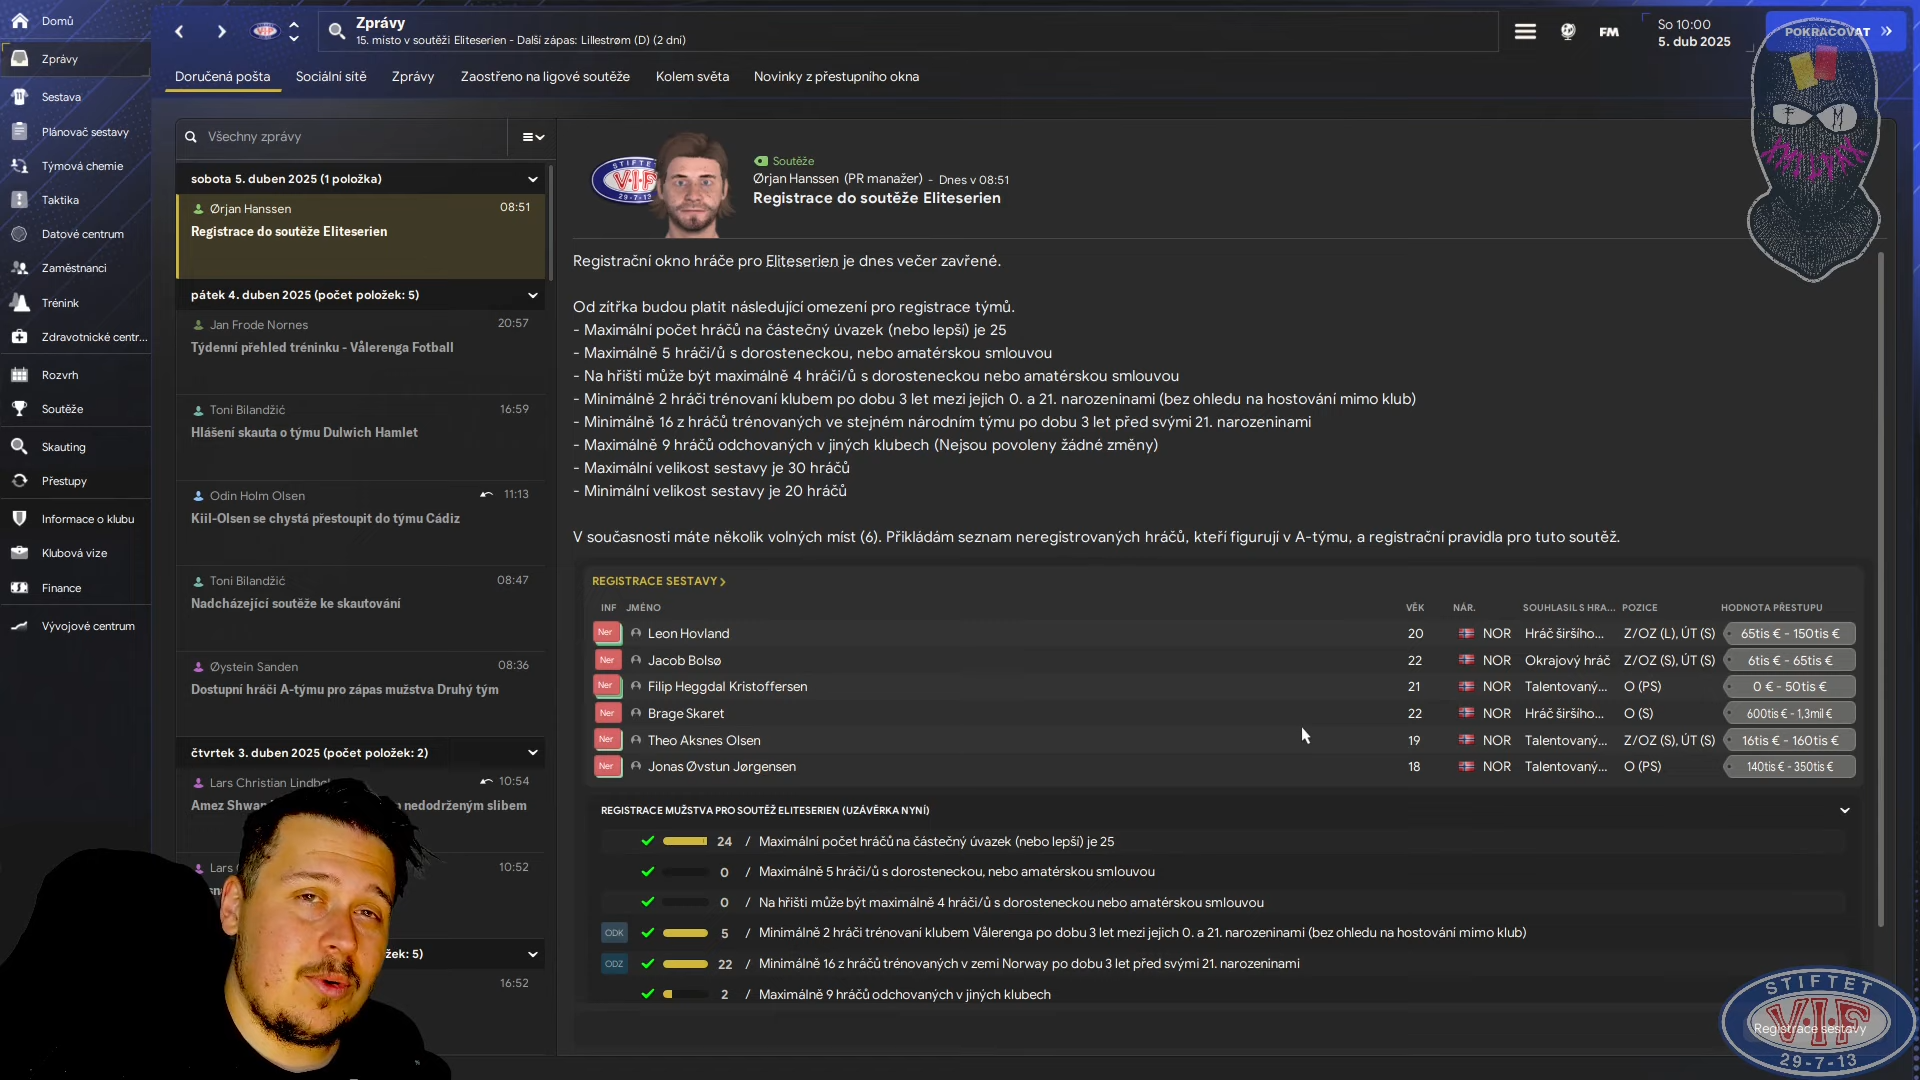 Domů
Zprávy
Sestava
Plánovač sestavy
Týmová chemie
Taktika
Datové centrum
Zaměstnanci
Trénink
Zdravotnické centr...
Rozvrh
Soutěže
Skauting
Přestupy
Informace o klubu
Klubová vize
Finance
Vývojové centrum
Zprávy
15. místo v soutěži Eliteserien - Další zápas: Lillestrøm (D) (2 dní)
FM
So 10:00
5. dub 2025
POKRAČOVAT
Doručená pošta
Sociální sítě
Zprávy
Zaostřeno na ligové soutěže
Kolem světa
Novinky z přestupního okna
Všechny zprávy
sobota 5. duben 2025 (1 položka)
Ørjan Hanssen 08:51
Registrace do soutěže Eliteserien
pátek 4. duben 2025 (počet položek: 5)
Jan Frode Nornes 20:57
Týdenní přehled tréninku - Vålerenga Fotball
Toni Bilandžić 16:59
Hlášení skauta o týmu Dulwich Hamlet
Odin Holm Olsen 11:13
Kiil-Olsen se chystá přestoupit do týmu Cádiz
Toni Bilandžić 08:47
Nadcházející soutěže ke skautování
Øystein Sanden 08:36
Dostupní hráči A-týmu pro zápas mužstva Druhý tým
čtvrtek 3. duben 2025 (počet položek: 2)
Lars Christian 10:54
Amez nedodrženým slibem
Lars 10:52
5)
16:52
STIFTET
VIF
29-7-13
Soutěže
Ørjan Hanssen (PR manažer) - Dnes v 08:51
Registrace do soutěže Eliteserien
Registrační okno hráče pro Eliteserien je dnes večer zavřené.
Od zítřka budou platit následující omezení pro registrace týmů.
- Maximální počet hráčů na částečný úvazek (nebo lepší) je 25
- Maximálně 5 hráči/ů s dorosteneckou, nebo amatérskou smlouvou
- Na hřišti může být maximálně 4 hráči/ů s dorosteneckou nebo amatérskou smlouvou
- Minimálně 2 hráči trénovaní klubem po dobu 3 let mezi jejich 0. a 21. narozeninami (bez ohledu na hostování mimo klub)
- Minimálně 16 z hráčů trénovaných ve stejném národním týmu po dobu 3 let před svými 21. narozeninami
- Maximálně 9 hráčů odchovaných v jiných klubech (Nejsou povoleny žádné změny)
- Maximální velikost sestavy je 30 hráčů
- Minimální velikost sestavy je 20 hráčů
V současnosti máte několik volných míst (6). Přikládám seznam neregistrovaných hráčů, kteří figurují v A-týmu, a registrační pravidla pro tuto soutěž.
REGISTRACE SESTAVY
INF JMÉNO VĚK NÁR. SOUHLASIL S HRA... POZICE HODNOTA PŘESTUPU
Ner Leon Hovland 20 NOR Hráč širšího... Z/OZ (L), ÚT (S) 65tis € - 150tis €
Ner Jacob Bolsø 22 NOR Okrajový hráč Z/OZ (S), ÚT (S) 6tis € - 65tis €
Ner Filip Heggdal Kristoffersen 21 NOR Talentovaný... O (PS) 0 € - 50tis €
Ner Brage Skaret 22 NOR Hráč širšího... O (S) 600tis € - 1,3mil €
Ner Theo Aksnes Olsen 19 NOR Talentovaný... Z/OZ (S), ÚT (S) 16tis € - 160tis €
Ner Jonas Øvstun Jørgensen 18 NOR Talentovaný... O (PS) 140tis € - 350tis €
REGISTRACE MUŽSTVA PRO SOUTĚŽ ELITESERIEN (UZÁVĚRKA NYNÍ)
24 / Maximální počet hráčů na částečný úvazek (nebo lepší) je 25
0 / Maximálně 5 hráči/ů s dorosteneckou, nebo amatérskou smlouvou
0 / Na hřišti může být maximálně 4 hráči/ů s dorosteneckou nebo amatérskou smlouvou
ODK 5 / Minimálně 2 hráči trénovaní klubem Vålerenga po dobu 3 let mezi jejich 0. a 21. narozeninami (bez ohledu na hostování mimo klub)
ODZ 22 / Minimálně 16 z hráčů trénovaných v zemi Norway po dobu 3 let před svými 21. narozeninami
2 / Maximálně 9 hráčů odchovaných v jiných klubech
Registrace sestavy
STIFTET
VIF
29-7-13